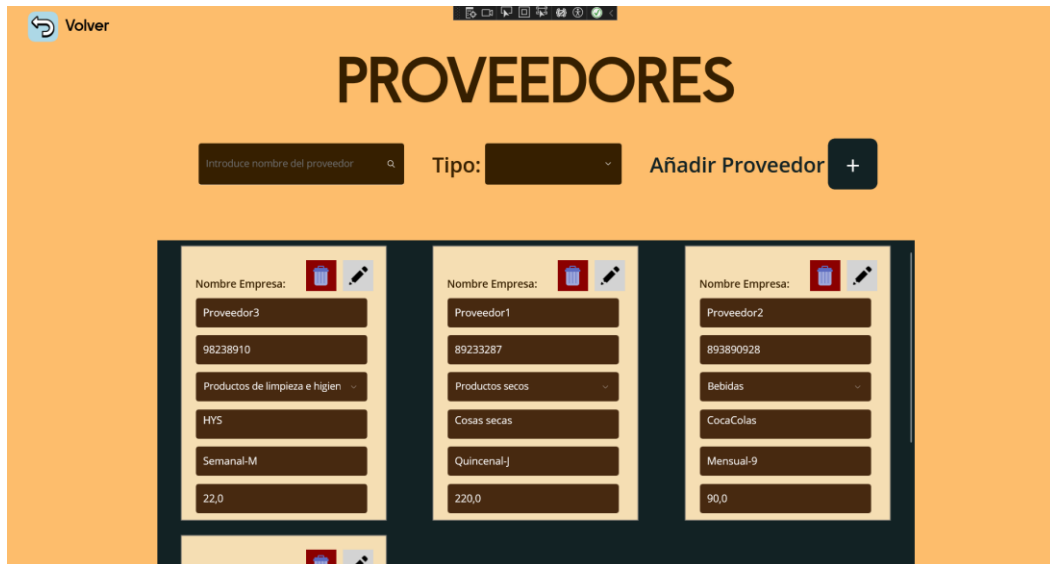 Volver
PROVEEDORES
Introduce nombre del proveedor
Tipo:
Añadir Proveedor +
Nombre Empresa:
Proveedor3
98238910
Productos de limpieza e higien
HYS
Semanal-M
22,0
Nombre Empresa:
Proveedor1
89233287
Productos secos
Cosas secas
Quincenal-J
220,0
Nombre Empresa:
Proveedor2
893890928
Bebidas
CocaColas
Mensual-9
90,0